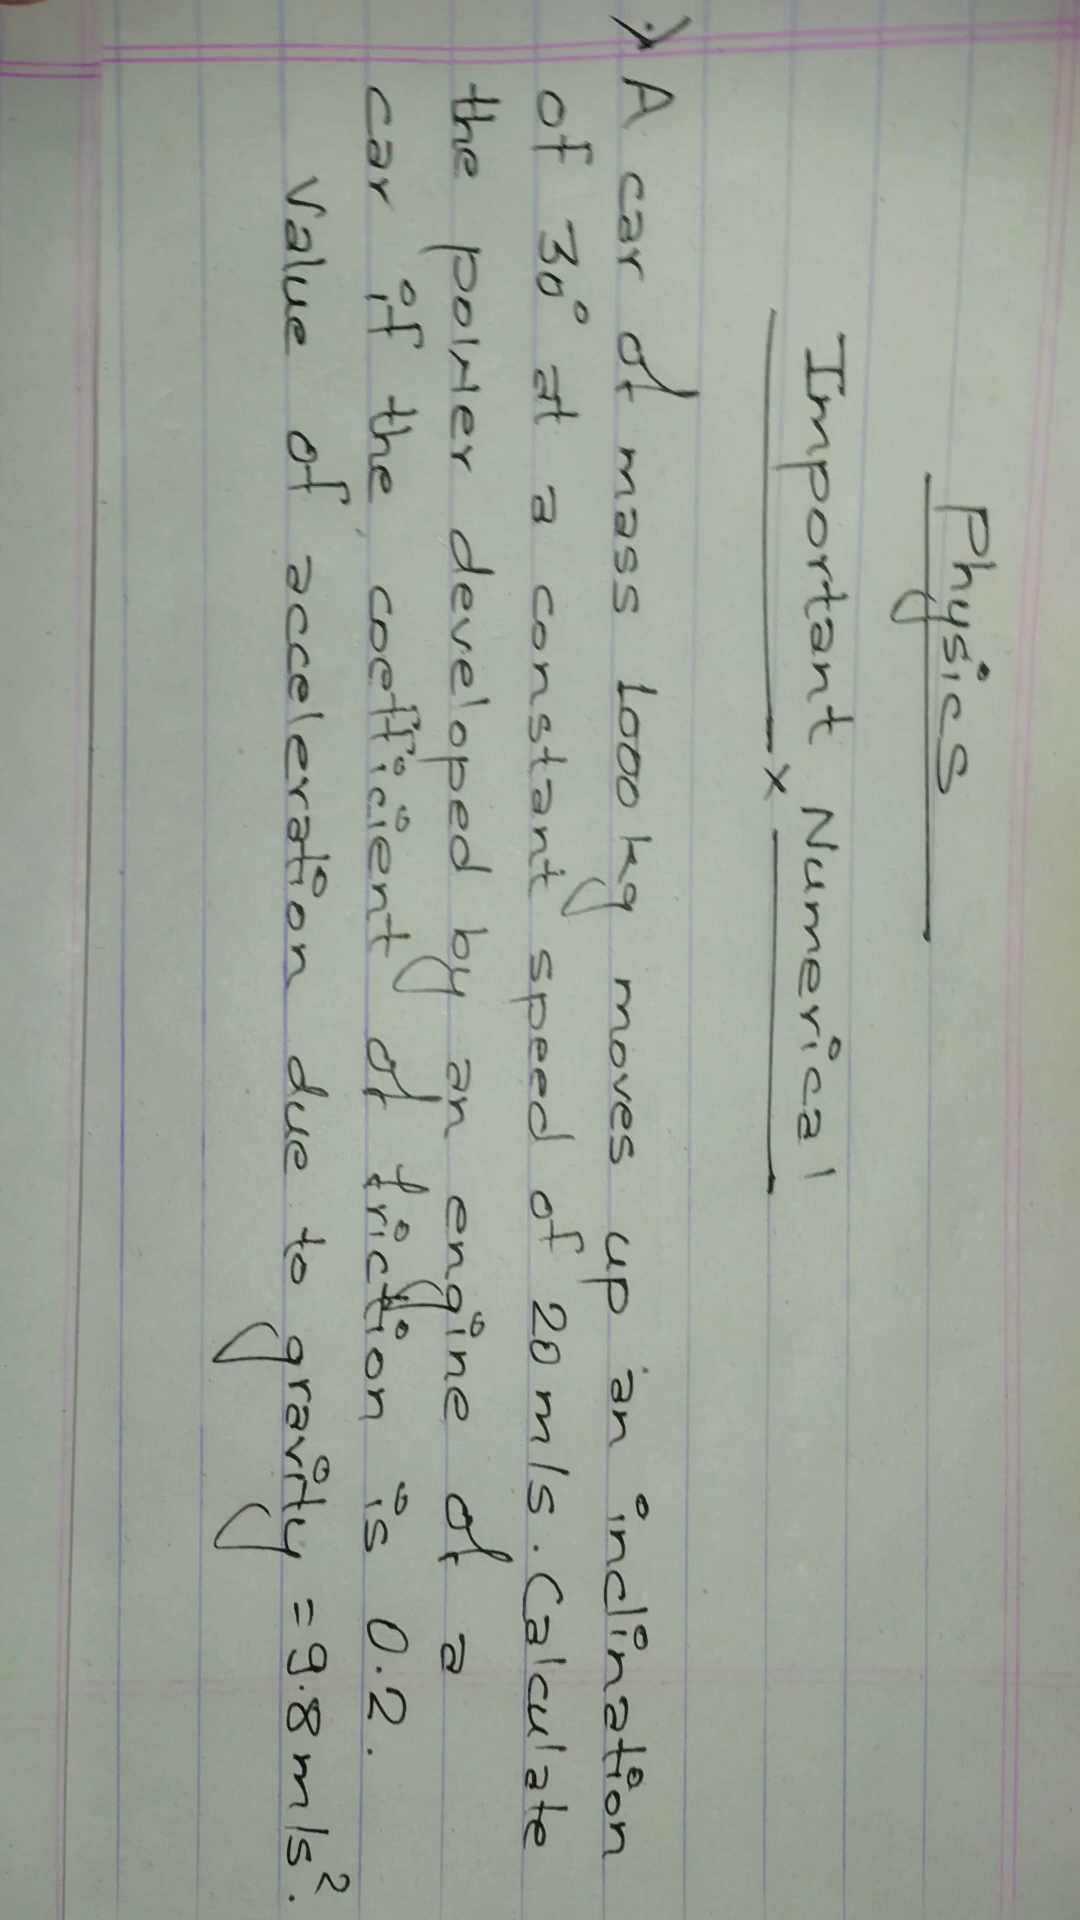 Physics
Important Numerical
x
A car of mass 1000 kg moves up an inclination
of 30° at a constant speed of 20 m/s. Calculate
the power developed by an engine of a
car if the coefficient of friction is 0.2.
Value of acceleration due to gravity = 9.8 m/s².